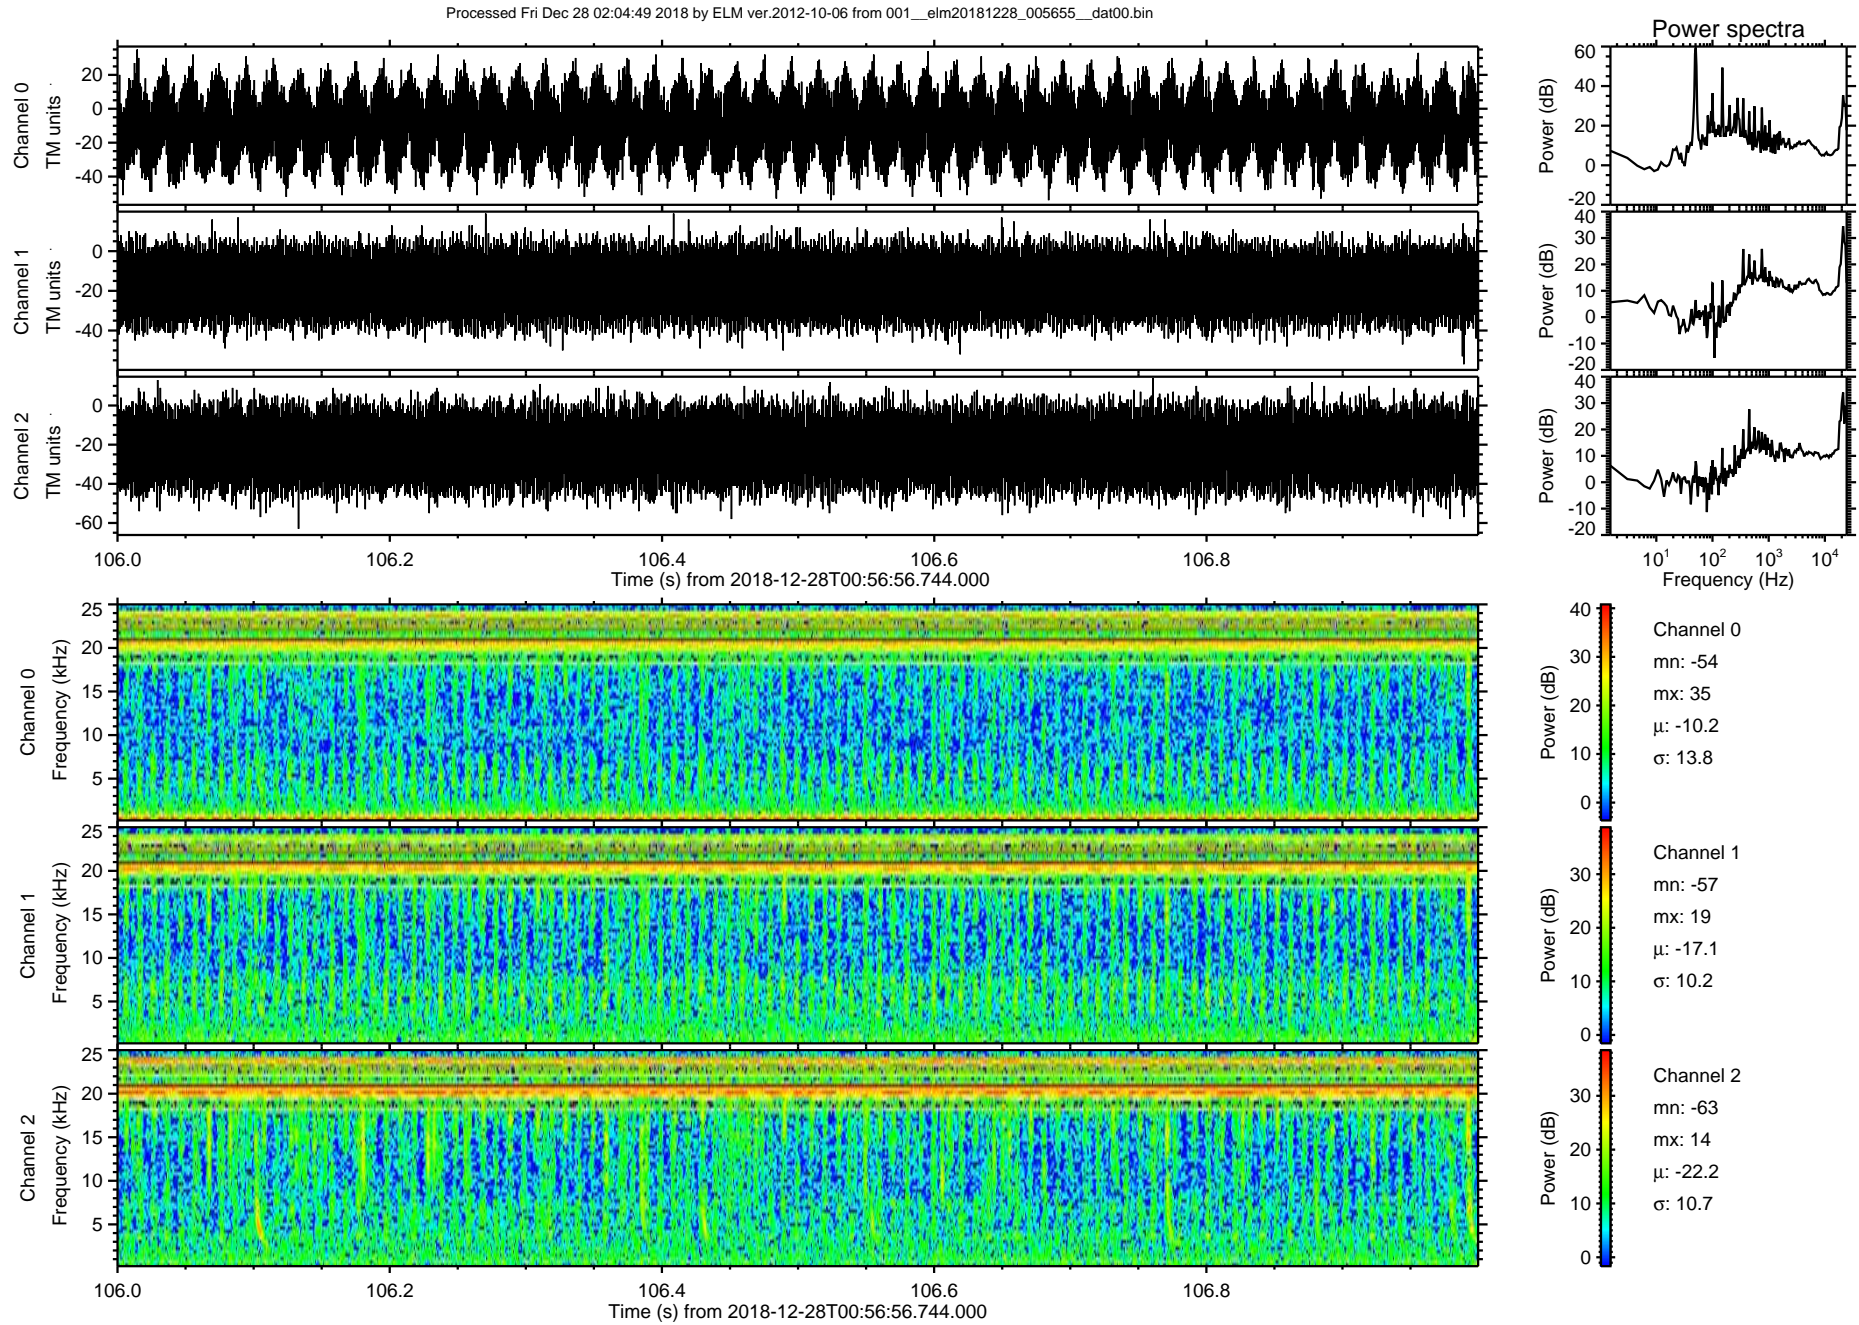 Processed Fri Dec 28 02:04:49 2018 by ELM ver.2012-10-06 from 001__elm20181228_005655__dat00.bin
Power spectra
Channel 0
TM units
20
0
-20
-40
Power (dB)
60
40
20
0
-20
Channel 1
TM units
0
-20
-40
Power (dB)
40
30
20
10
0
-10
-20
Channel 2
TM units
0
-20
-40
-60
Power (dB)
40
30
20
10
0
-10
-20
106.0 106.2 106.4 106.6 106.8
Time (s) from 2018-12-28T00:56:56.744.000
10^1 10^2 10^3 10^4
Frequency (Hz)
Channel 0
Frequency (kHz)
25
20
15
10
5
Power (dB)
40
30
20
10
0
Channel 0
mn: -54
mx: 35
μ: -10.2
σ: 13.8
Channel 1
Frequency (kHz)
25
20
15
10
5
Power (dB)
30
20
10
0
Channel 1
mn: -57
mx: 19
μ: -17.1
σ: 10.2
Channel 2
Frequency (kHz)
25
20
15
10
5
Power (dB)
30
20
10
0
Channel 2
mn: -63
mx: 14
μ: -22.2
σ: 10.7
106.0 106.2 106.4 106.6 106.8
Time (s) from 2018-12-28T00:56:56.744.000